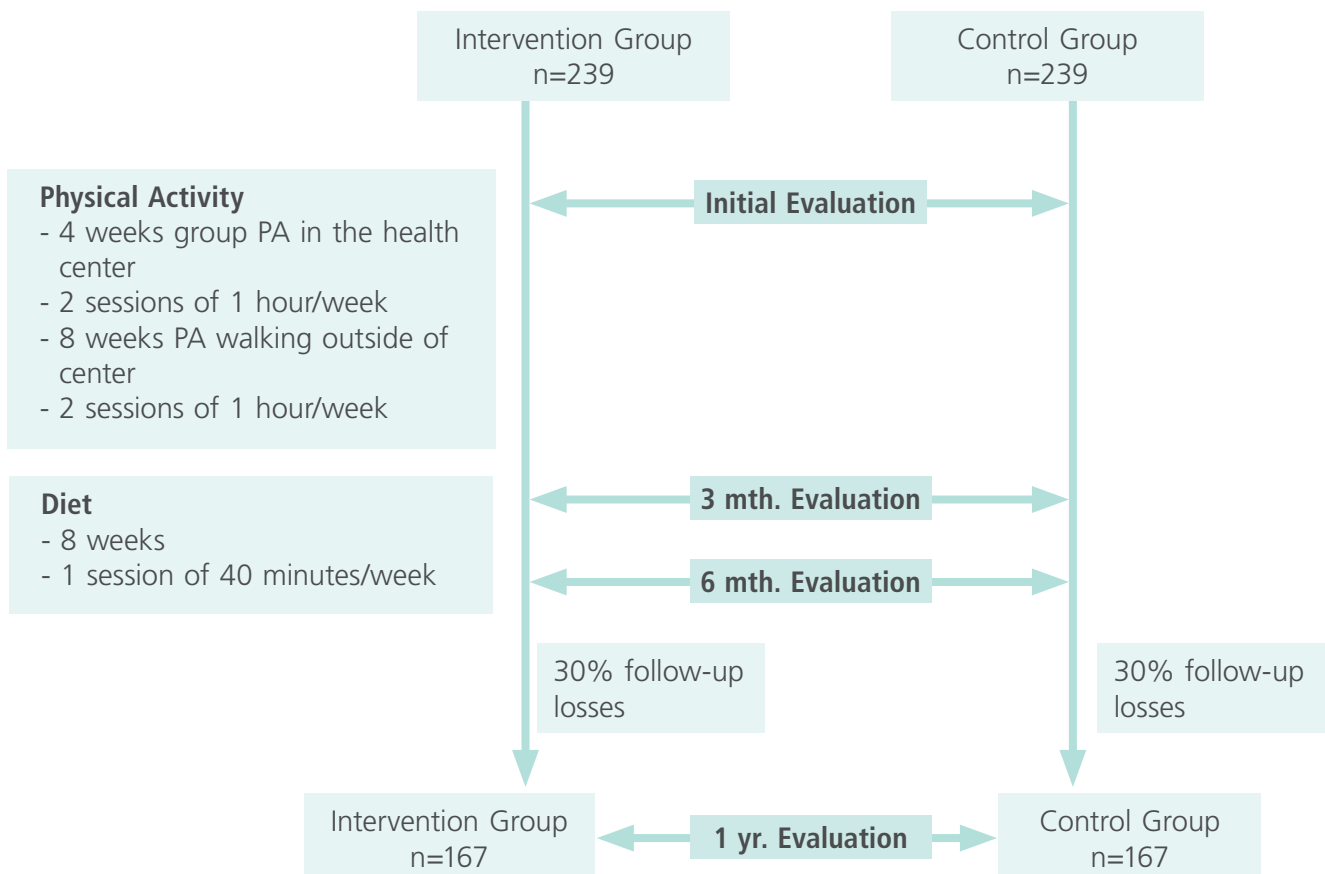 Intervention Group
n=239
Control Group
n=239
Physical Activity
- 4 weeks group PA in the health
center
- 2 sessions of 1 hour/week
- 8 weeks PA walking outside of
center
- 2 sessions of 1 hour/week
Initial Evaluation
Diet
- 8 weeks
- 1 session of 40 minutes/week
3 mth. Evaluation
6 mth. Evaluation
30% follow-up
losses
30% follow-up
losses
Intervention Group
n=167
1 yr. Evaluation
Control Group
n=167